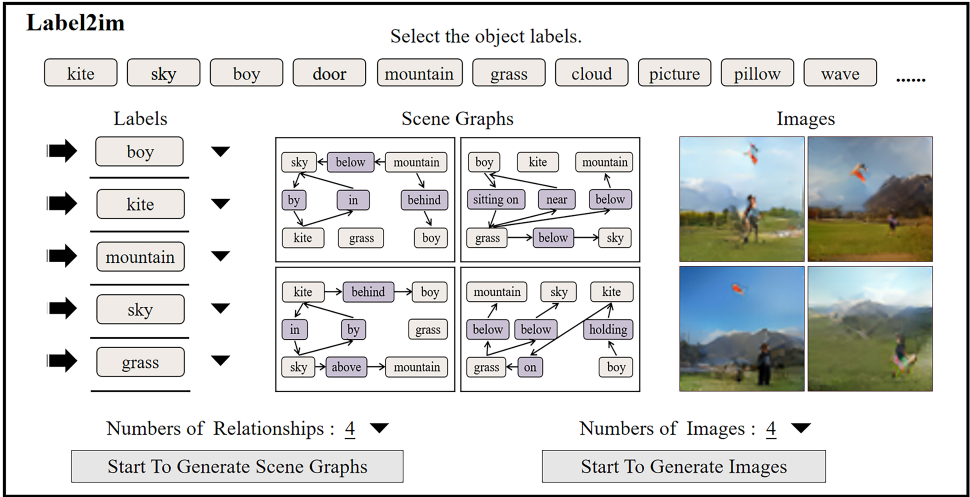 Label2im
Select the object labels.
kite sky boy door mountain grass cloud picture pillow wave ......
Labels Scene Graphs Images
boy
kite
mountain
sky
grass
sky below mountain
by in behind
kite grass boy
boy kite mountain
sitting on near below
grass below sky
kite behind boy
in by grass
sky above mountain
mountain sky kite
below below holding
grass on boy
Numbers of Relationships : 4
Numbers of Images : 4
Start To Generate Scene Graphs
Start To Generate Images